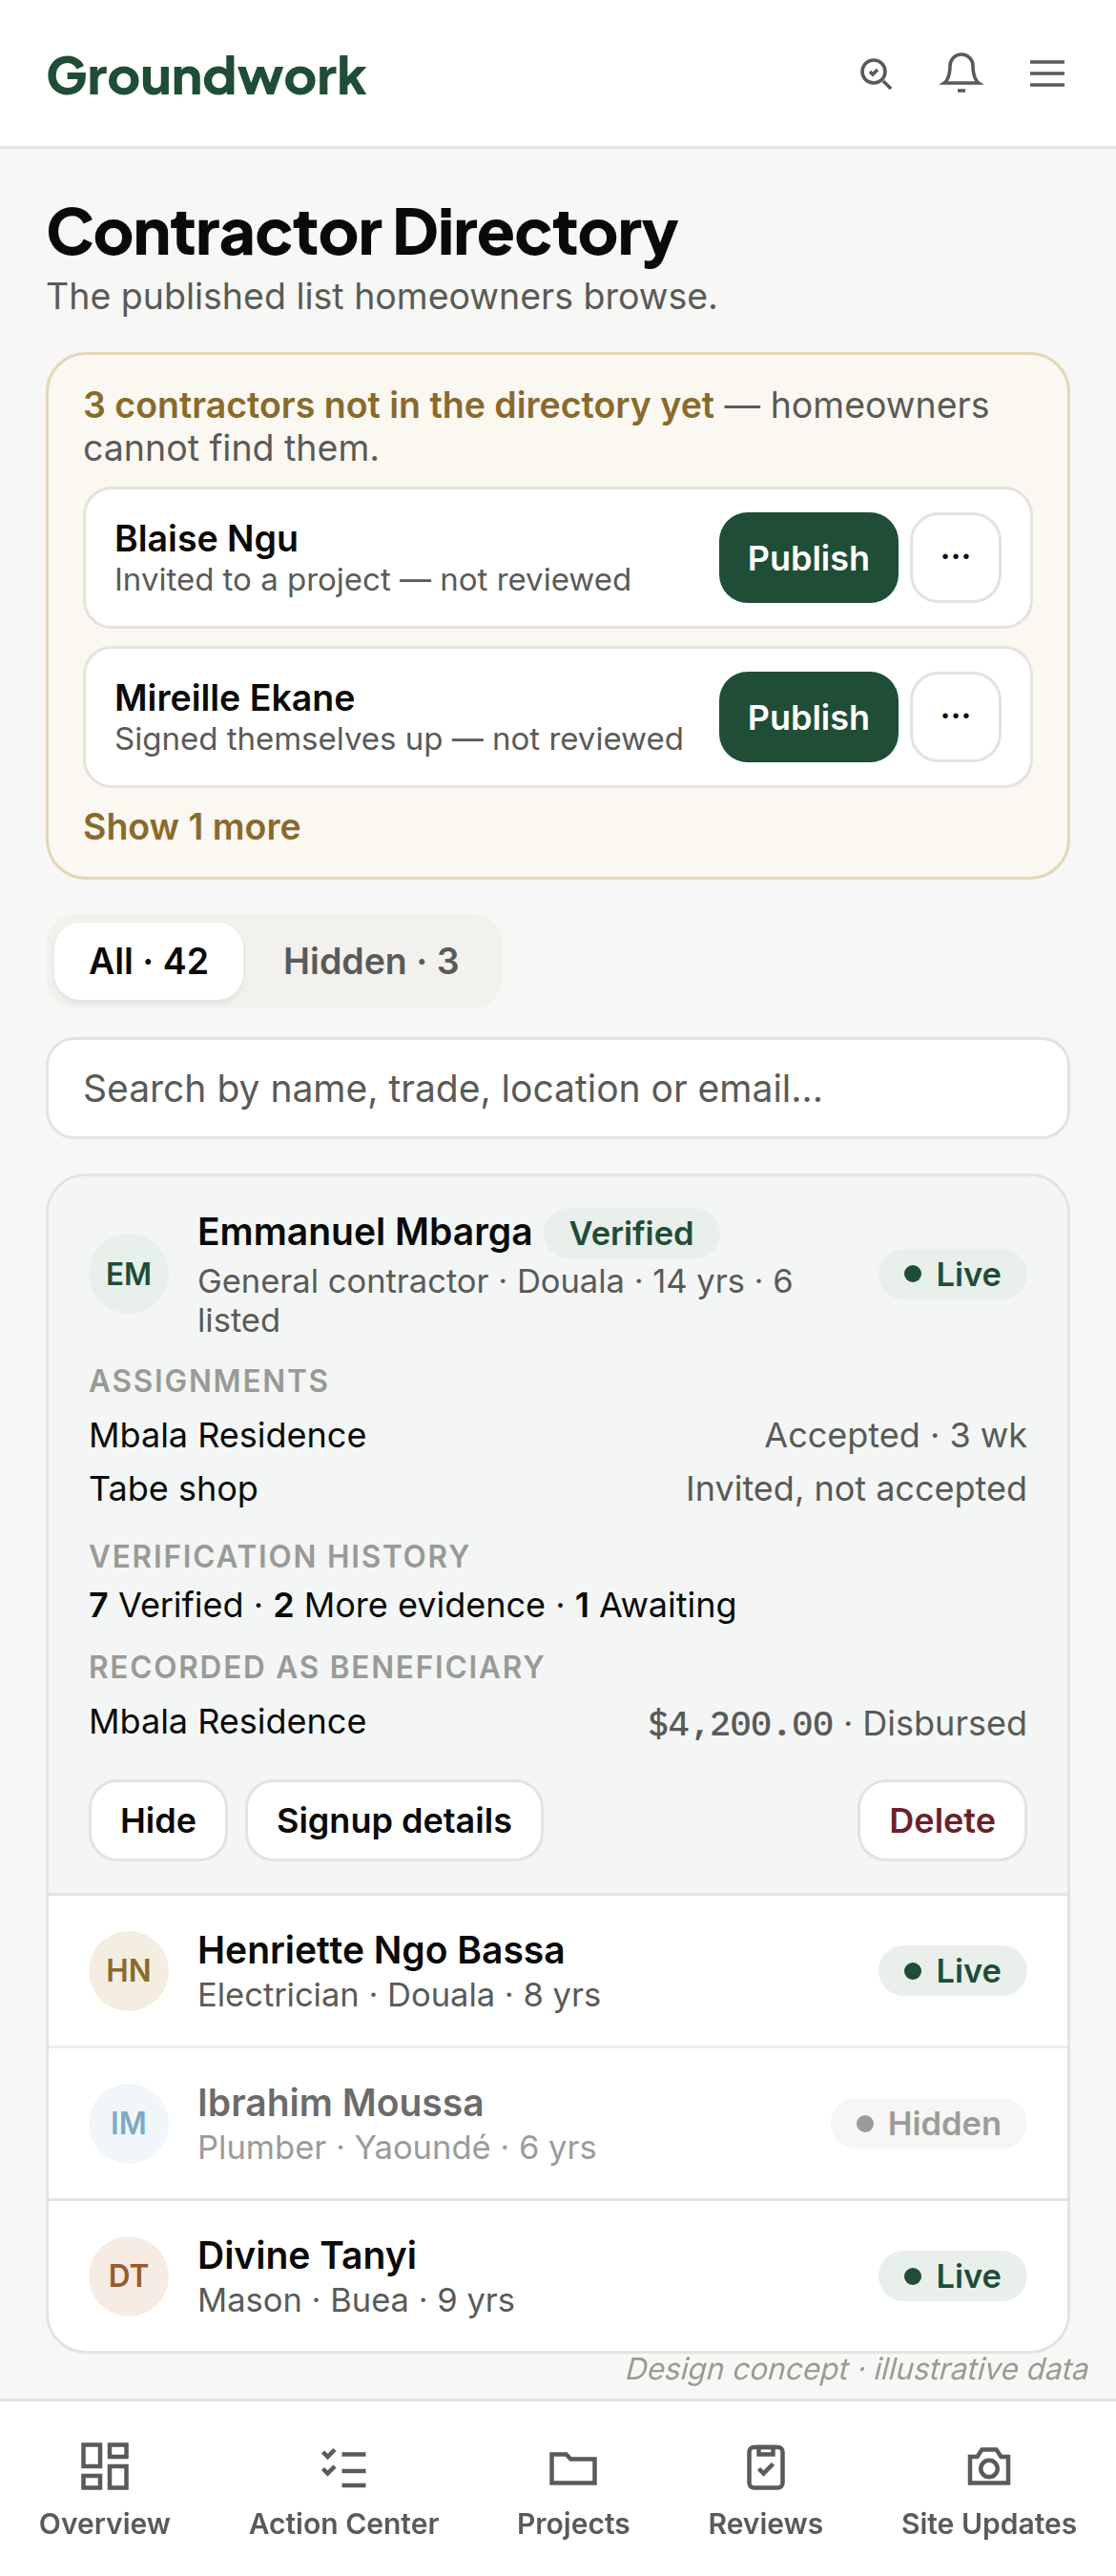 Groundwork
Contractor Directory
The published list homeowners browse.
3 contractors not in the directory yet — homeowners
cannot find them.
Blaise Ngu
Invited to a project — not reviewed
Publish
...
Mireille Ekane
Signed themselves up — not reviewed
Publish
...
Show 1 more
All · 42
Hidden · 3
Search by name, trade, location or email...
EM
Emmanuel Mbarga Verified
General contractor · Douala · 14 yrs · 6
listed
Live
ASSIGNMENTS
Mbala Residence Accepted · 3 wk
Tabe shop Invited, not accepted
VERIFICATION HISTORY
7 Verified · 2 More evidence · 1 Awaiting
RECORDED AS BENEFICIARY
Mbala Residence $4,200.00 · Disbursed
Hide Signup details Delete
HN
Henriette Ngo Bassa
Electrician · Douala · 8 yrs
Live
IM
Ibrahim Moussa
Plumber · Yaoundé · 6 yrs
Hidden
DT
Divine Tanyi
Mason · Buea · 9 yrs
Live
Design concept · illustrative data
Overview Action Center Projects Reviews Site Updates